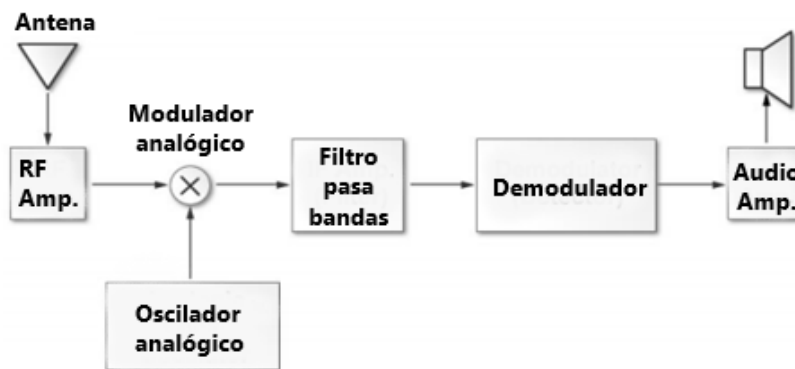 Antena
Modulador
analógico
RF
Amp.
Filtro
pasa
bandas
Demodulador
Audio
Amp.
Oscilador
analógico